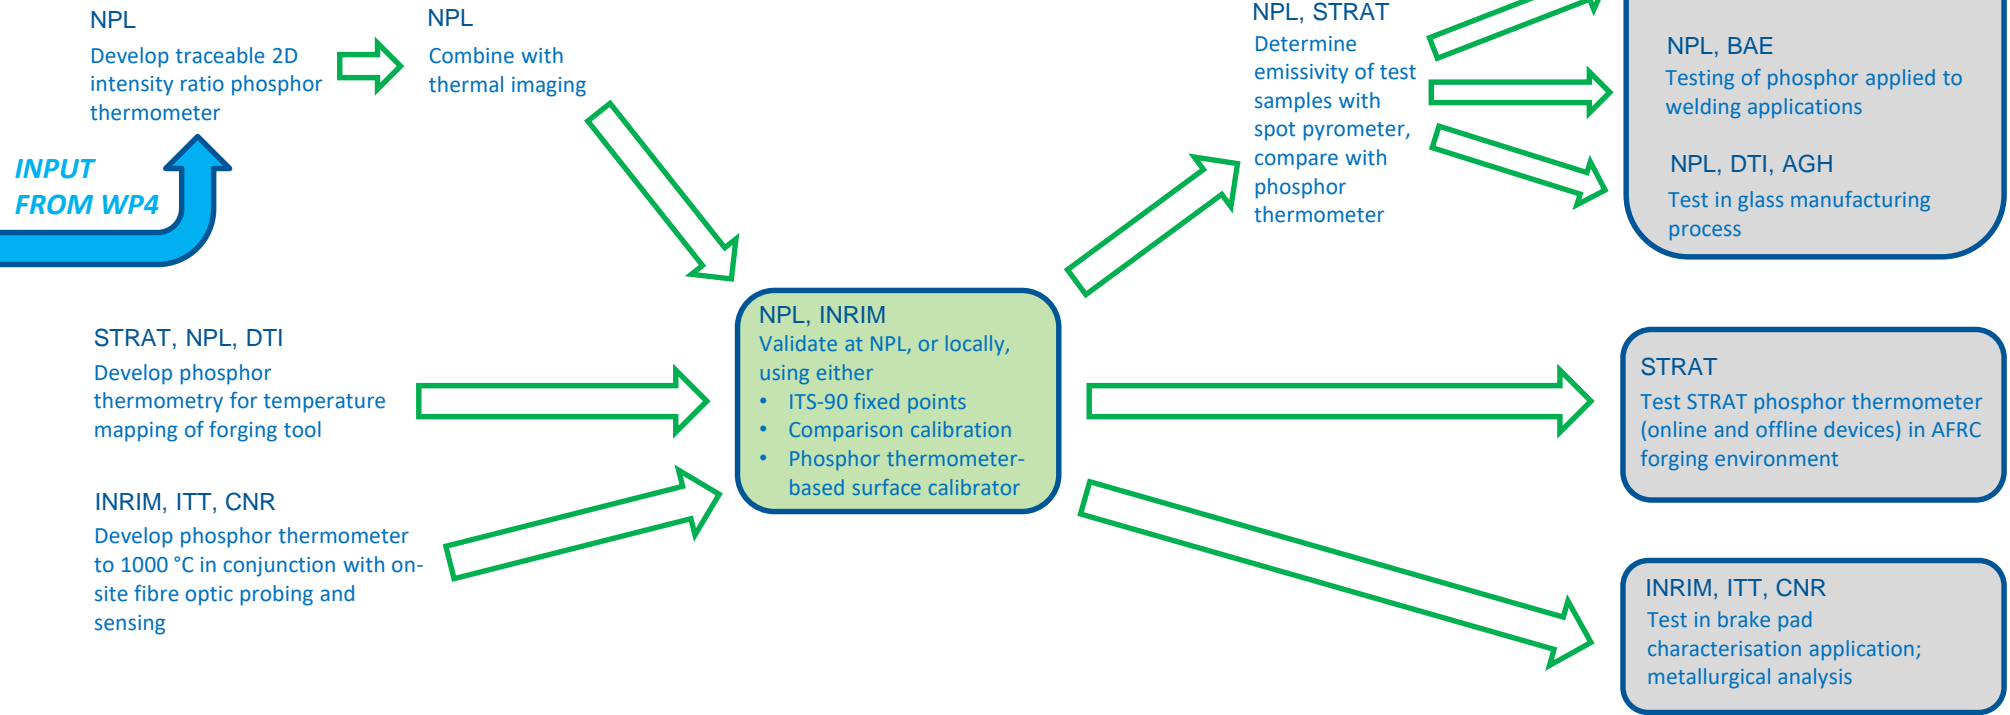 NPL
Develop traceable 2D
intensity ratio phosphor
thermometer
NPL
Combine with
thermal imaging
INPUT
FROM WP4
STRAT, NPL, DTI
Develop phosphor
thermometry for temperature
mapping of forging tool
INRIM, ITT, CNR
Develop phosphor thermometer
to 1000 °C in conjunction with on-
site fibre optic probing and
sensing
NPL, INRIM
Validate at NPL, or locally,
using either
• ITS-90 fixed points
• Comparison calibration
• Phosphor thermometer-
based surface calibrator
NPL, STRAT
Determine
emissivity of test
samples with
spot pyrometer,
compare with
phosphor
thermometer
NPL, BAE
Testing of phosphor applied to
welding applications
NPL, DTI, AGH
Test in glass manufacturing
process
STRAT
Test STRAT phosphor thermometer
(online and offline devices) in AFRC
forging environment
INRIM, ITT, CNR
Test in brake pad
characterisation application;
metallurgical analysis